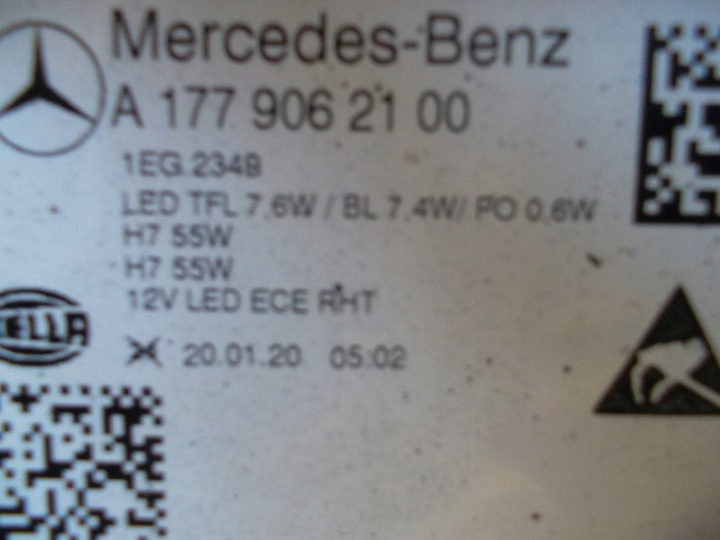 Mercedes-Benz
A 177 906 21 00
1EG.2348
LED TFL 7,6W / BL 7,4W/ PO 0,6W
H7 55W
H7 55W
12V LED ECE RHT
HELLA
20.01.20 05:02